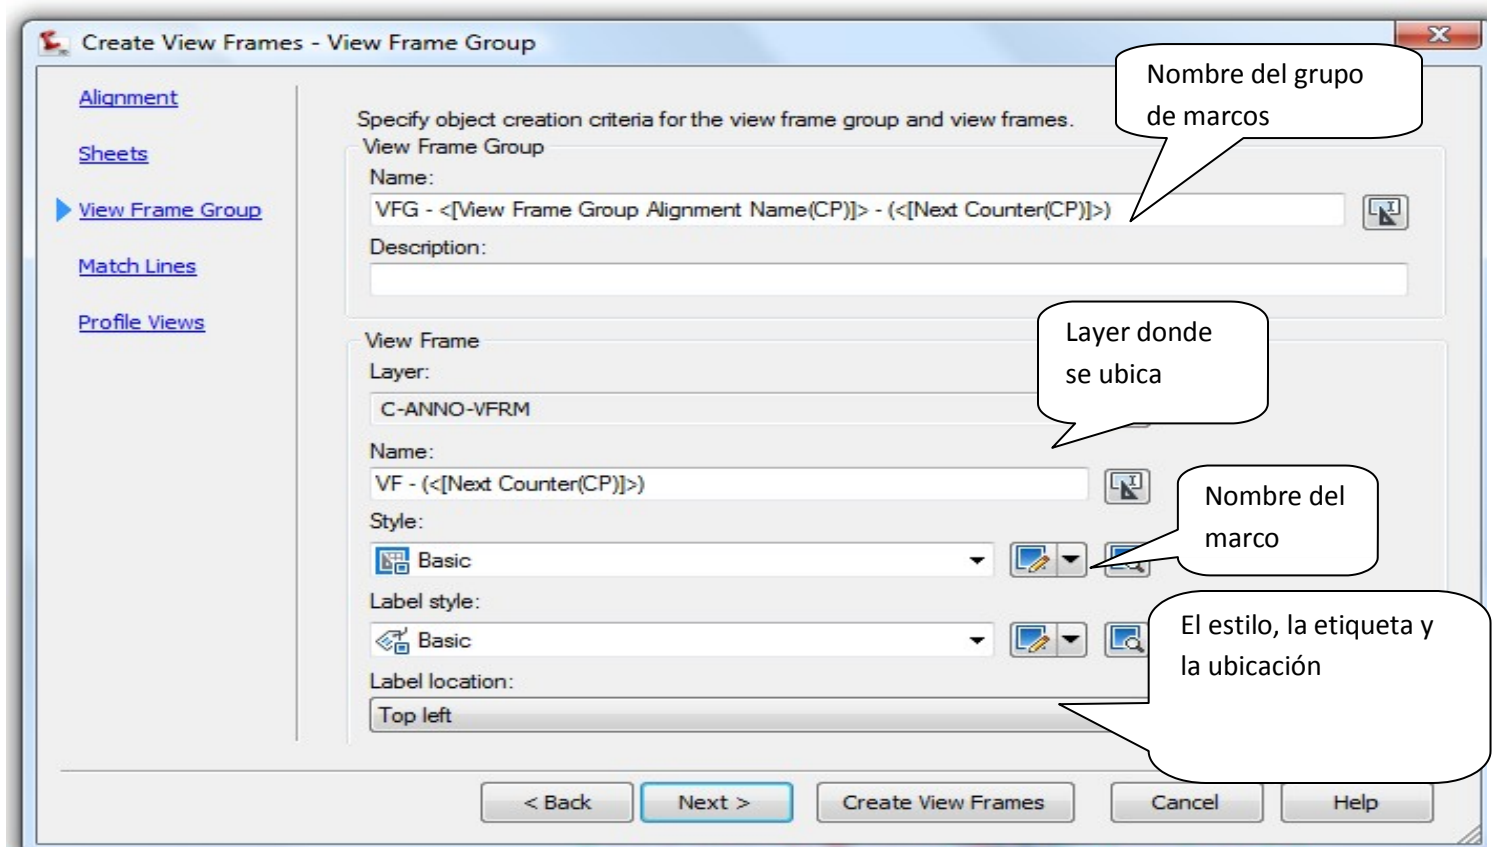 Create View Frames - View Frame Group
Alignment
Sheets
View Frame Group
Match Lines
Profile Views
Specify object creation criteria for the view frame group and view frames.
View Frame Group
Name:
VFG - <[View Frame Group Alignment Name(CP)]> - (<[Next Counter(CP)]>)
Description:
Nombre del grupo
de marcos
View Frame
Layer:
C-ANNO-VFRM
Layer donde
se ubica
Name:
VF - (<[Next Counter(CP)]>)
Nombre del
marco
Style:
Basic
Label style:
Basic
Label location:
Top left
El estilo, la etiqueta y
la ubicación
< Back
Next >
Create View Frames
Cancel
Help